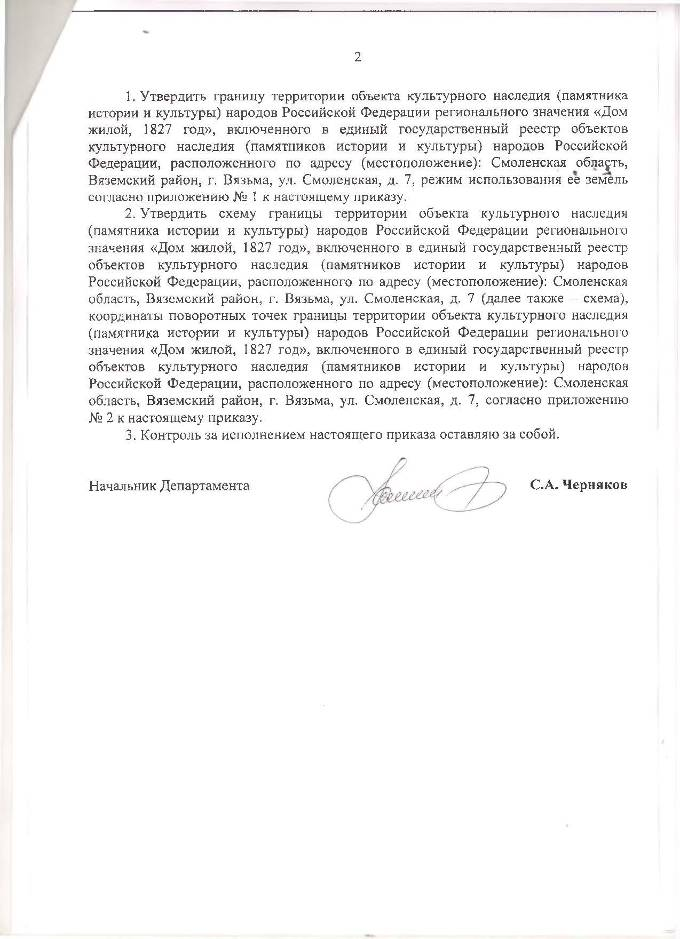 2
1. Утвердить границу территории объекта культурного наследия (памятника
истории и культуры) народов Российской Федерации регионального значения «Дом
жилой, 1827 год», включенного в единый государственный реестр объектов
культурного наследия (памятников истории и культуры) народов Российской
Федерации, расположенного по адресу (местоположение): Смоленская область,
Вяземский район, г. Вязьма, ул. Смоленская, д. 7, режим использования её земель
согласно приложению № 1 к настоящему приказу.
2. Утвердить схему границы территории объекта культурного наследия
(памятника истории и культуры) народов Российской Федерации регионального
значения «Дом жилой, 1827 год», включенного в единый государственный реестр
объектов культурного наследия (памятников истории и культуры) народов
Российской Федерации, расположенного по адресу (местоположение): Смоленская
область, Вяземский район, г. Вязьма, ул. Смоленская, д. 7 (далее также – схема),
координаты поворотных точек границы территории объекта культурного наследия
(памятника истории и культуры) народов Российской Федерации регионального
значения «Дом жилой, 1827 год», включенного в единый государственный реестр
объектов культурного наследия (памятников истории и культуры) народов
Российской Федерации, расположенного по адресу (местоположение): Смоленская
область, Вяземский район, г. Вязьма, ул. Смоленская, д. 7, согласно приложению
№ 2 к настоящему приказу.
3. Контроль за исполнением настоящего приказа оставляю за собой.
Начальник Департамента С.А. Черняков